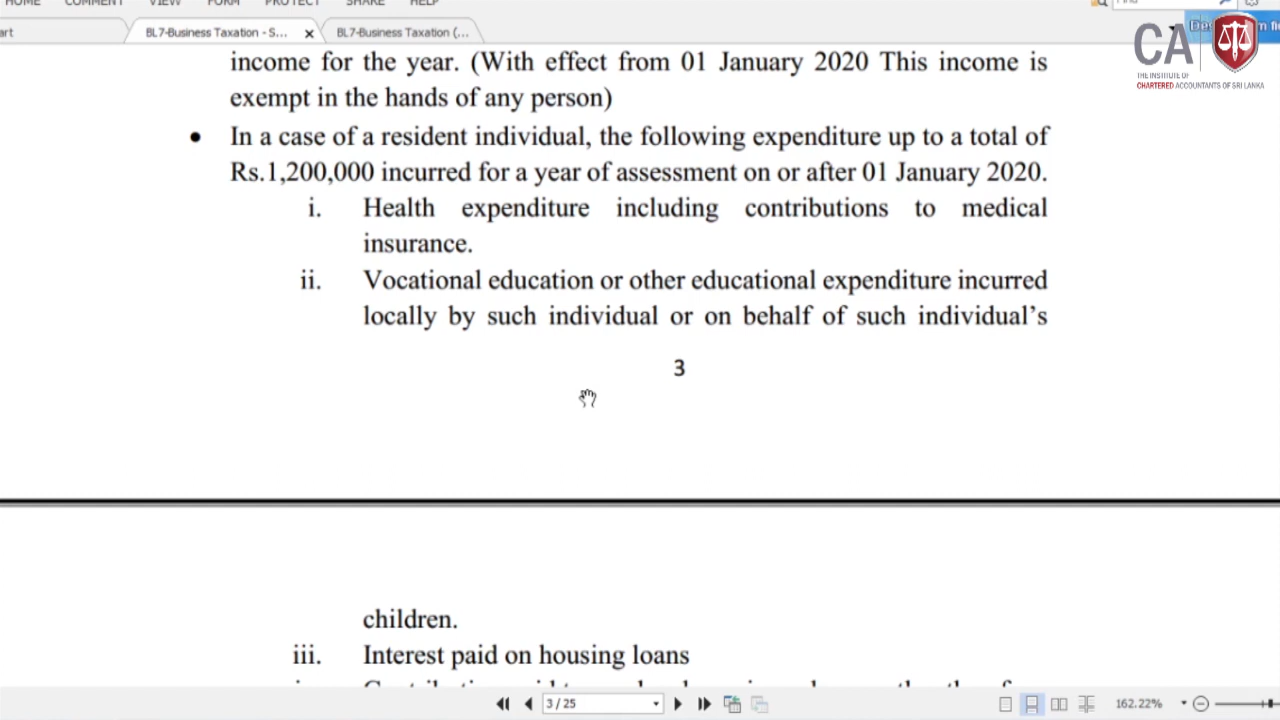 HOME COMMENT VIEW FORM PROTECT SHARE HELP Find
art BL7-Business Taxation - S... BL7-Business Taxation (...
CA
THE INSTITUTE OF
CHARTERED ACCOUNTANTS OF SRI LANKA
income for the year. (With effect from 01 January 2020 This income is
exempt in the hands of any person)
• In a case of a resident individual, the following expenditure up to a total of
Rs.1,200,000 incurred for a year of assessment on or after 01 January 2020.
i. Health expenditure including contributions to medical
insurance.
ii. Vocational education or other educational expenditure incurred
locally by such individual or on behalf of such individual’s
3
children.
iii. Interest paid on housing loans
3 / 25 162.22%